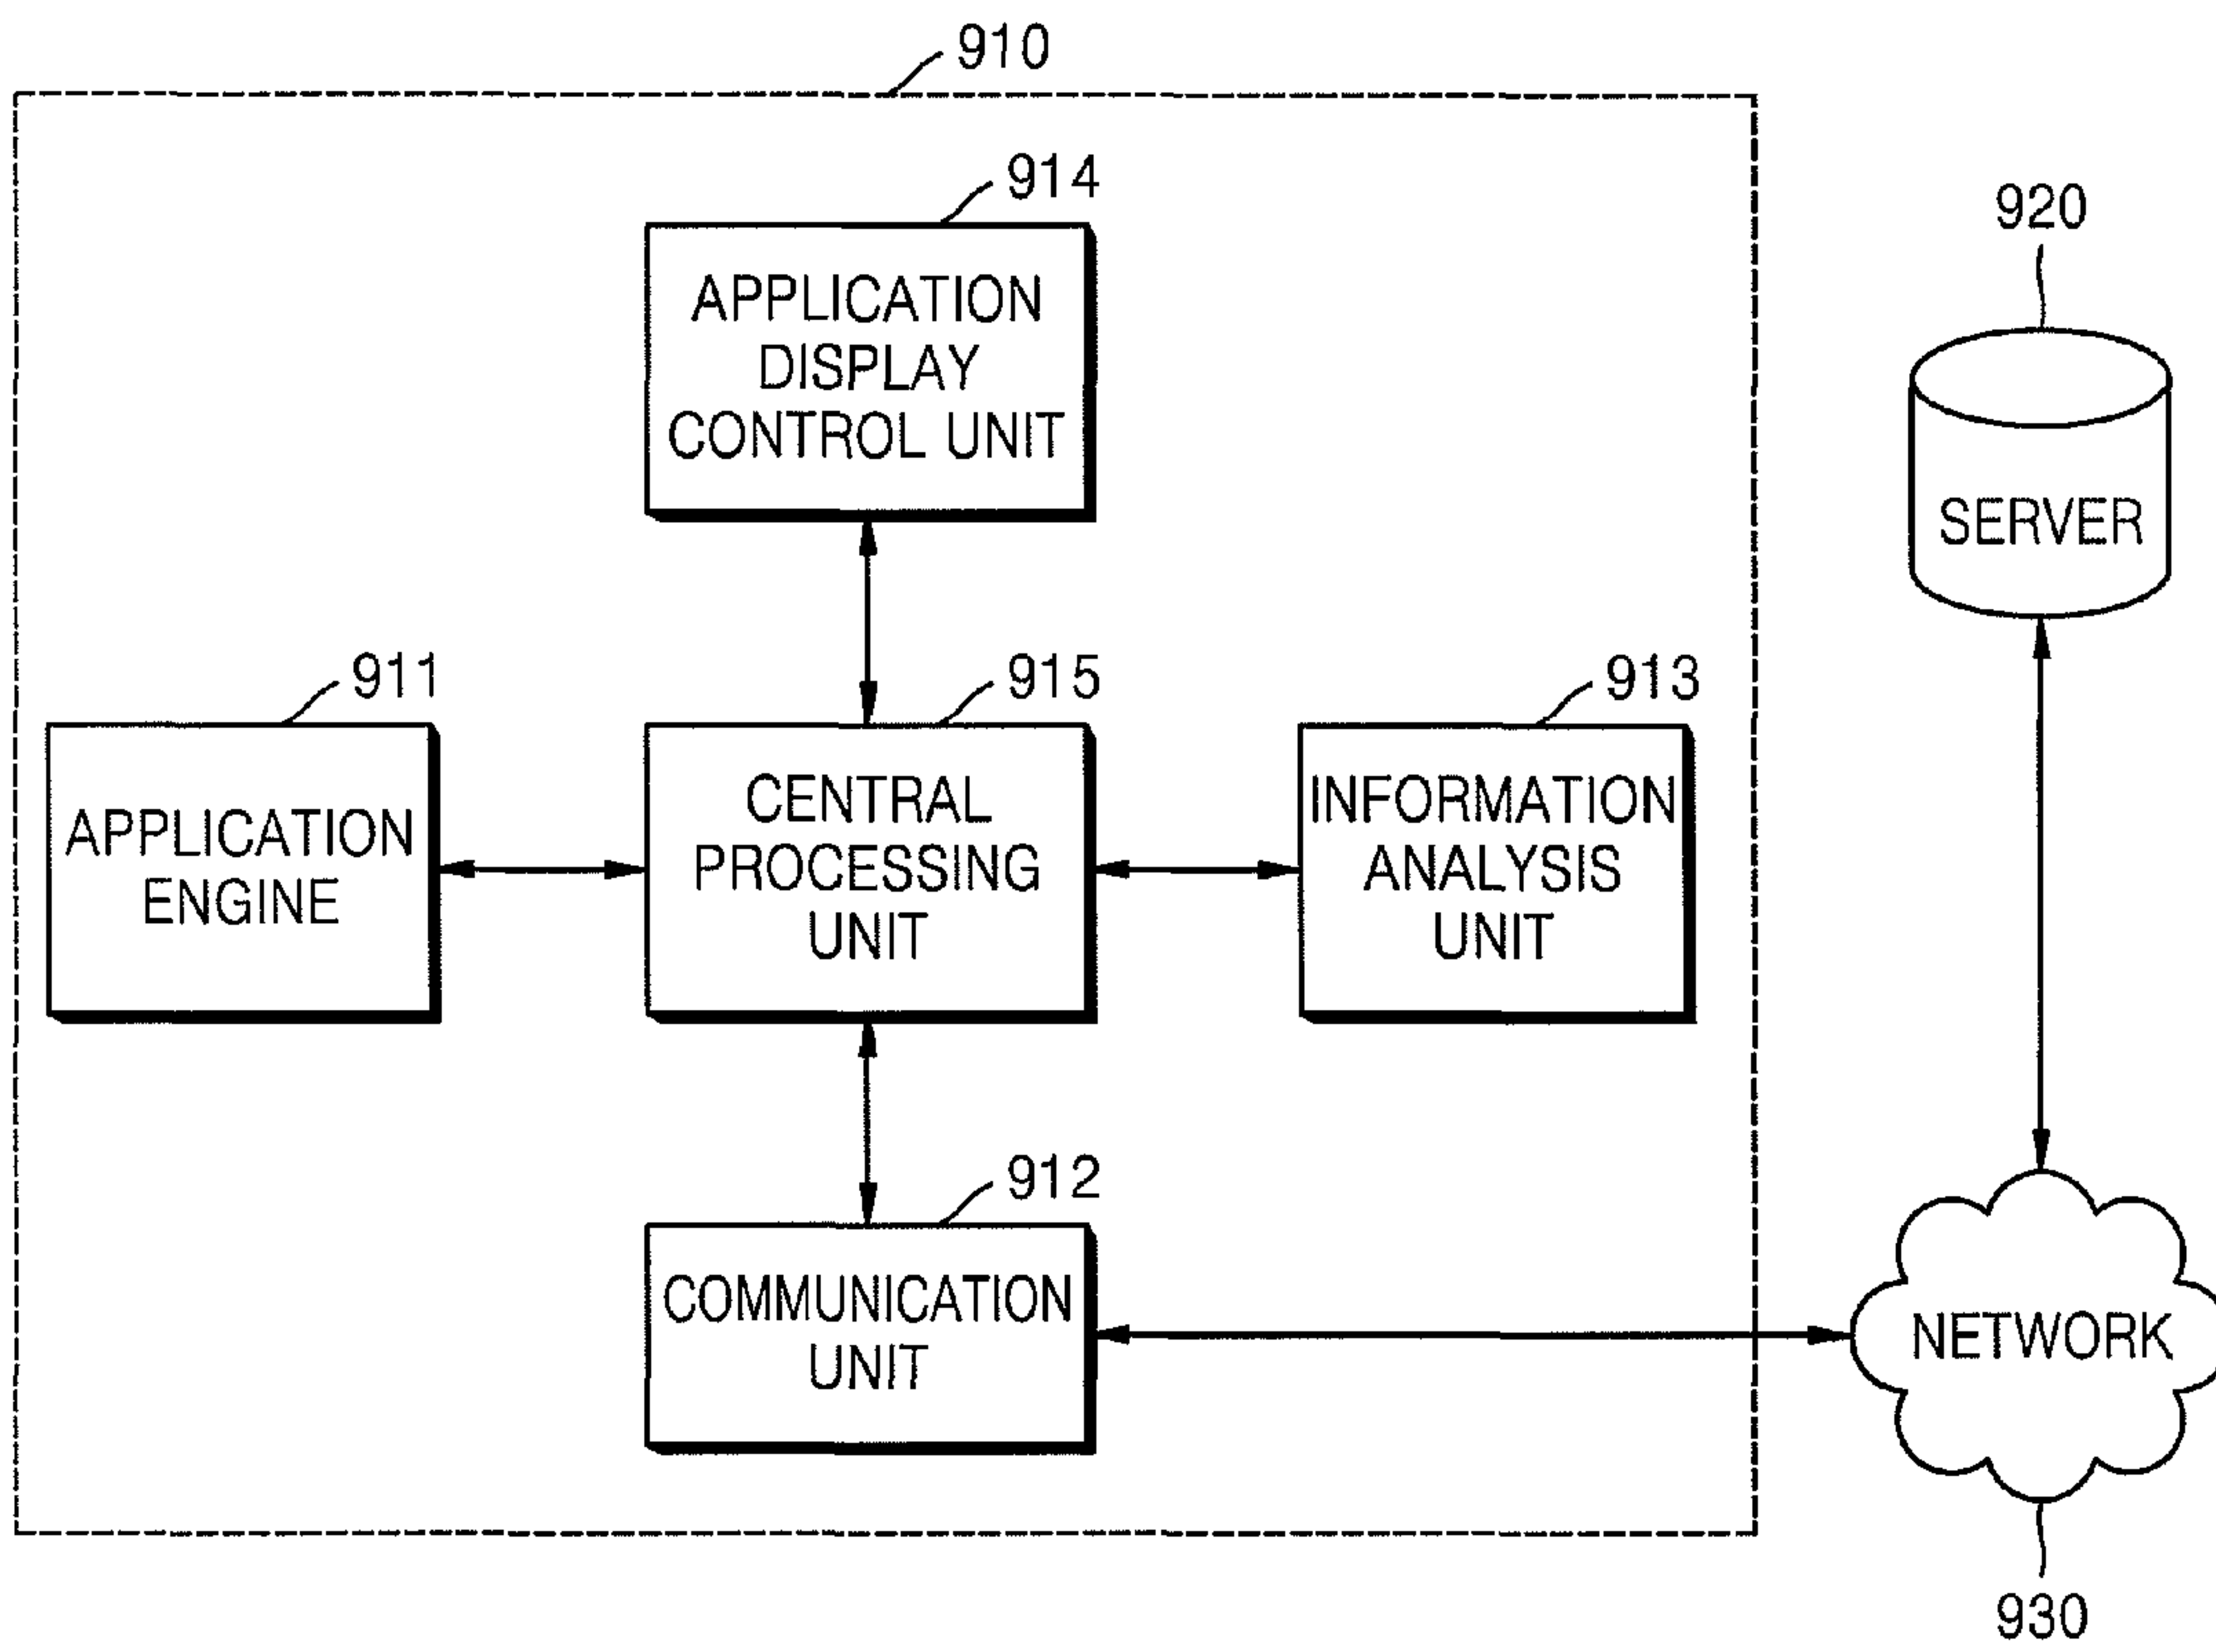 910
914
APPLICATION
DISPLAY
CONTROL UNIT
920
SERVER
911
APPLICATION
ENGINE
915
CENTRAL
PROCESSING
UNIT
913
INFORMATION
ANALYSIS
UNIT
912
COMMUNICATION
UNIT
NETWORK
930